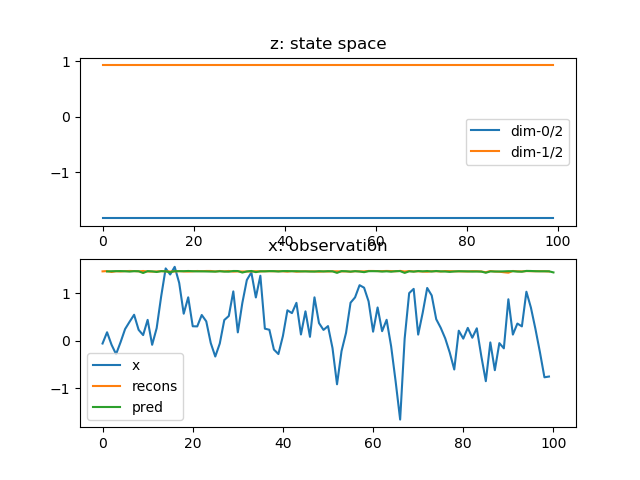 z: state space
1
0
−1
dim-0/2
dim-1/2
0 20 40 60 80 100
x: observation
1
0
−1
x
recons
pred
0 20 40 60 80 100